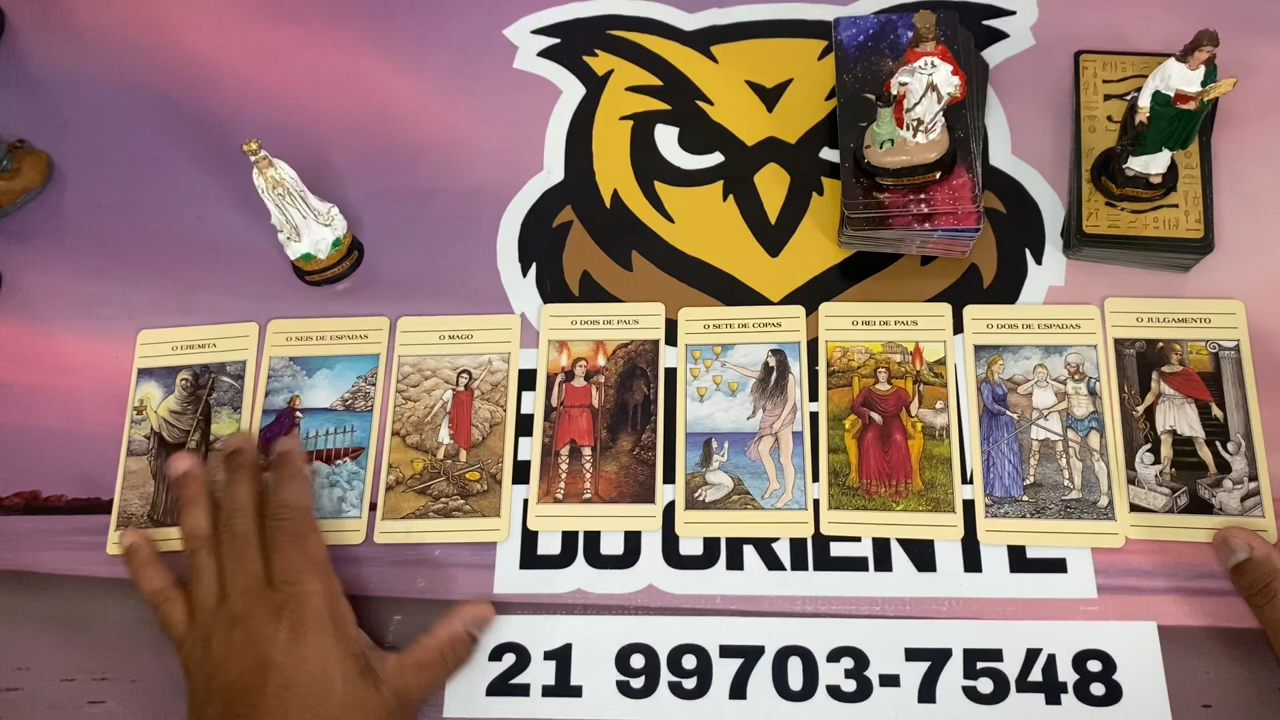 O EREMITA
O SEIS DE ESPADAS
O MAGO
O DOIS DE PAUS
O SETE DE COPAS
O REI DE PAUS
O DOIS DE ESPADAS
O JULGAMENTO
DO ORIENTE
21 99703-7548